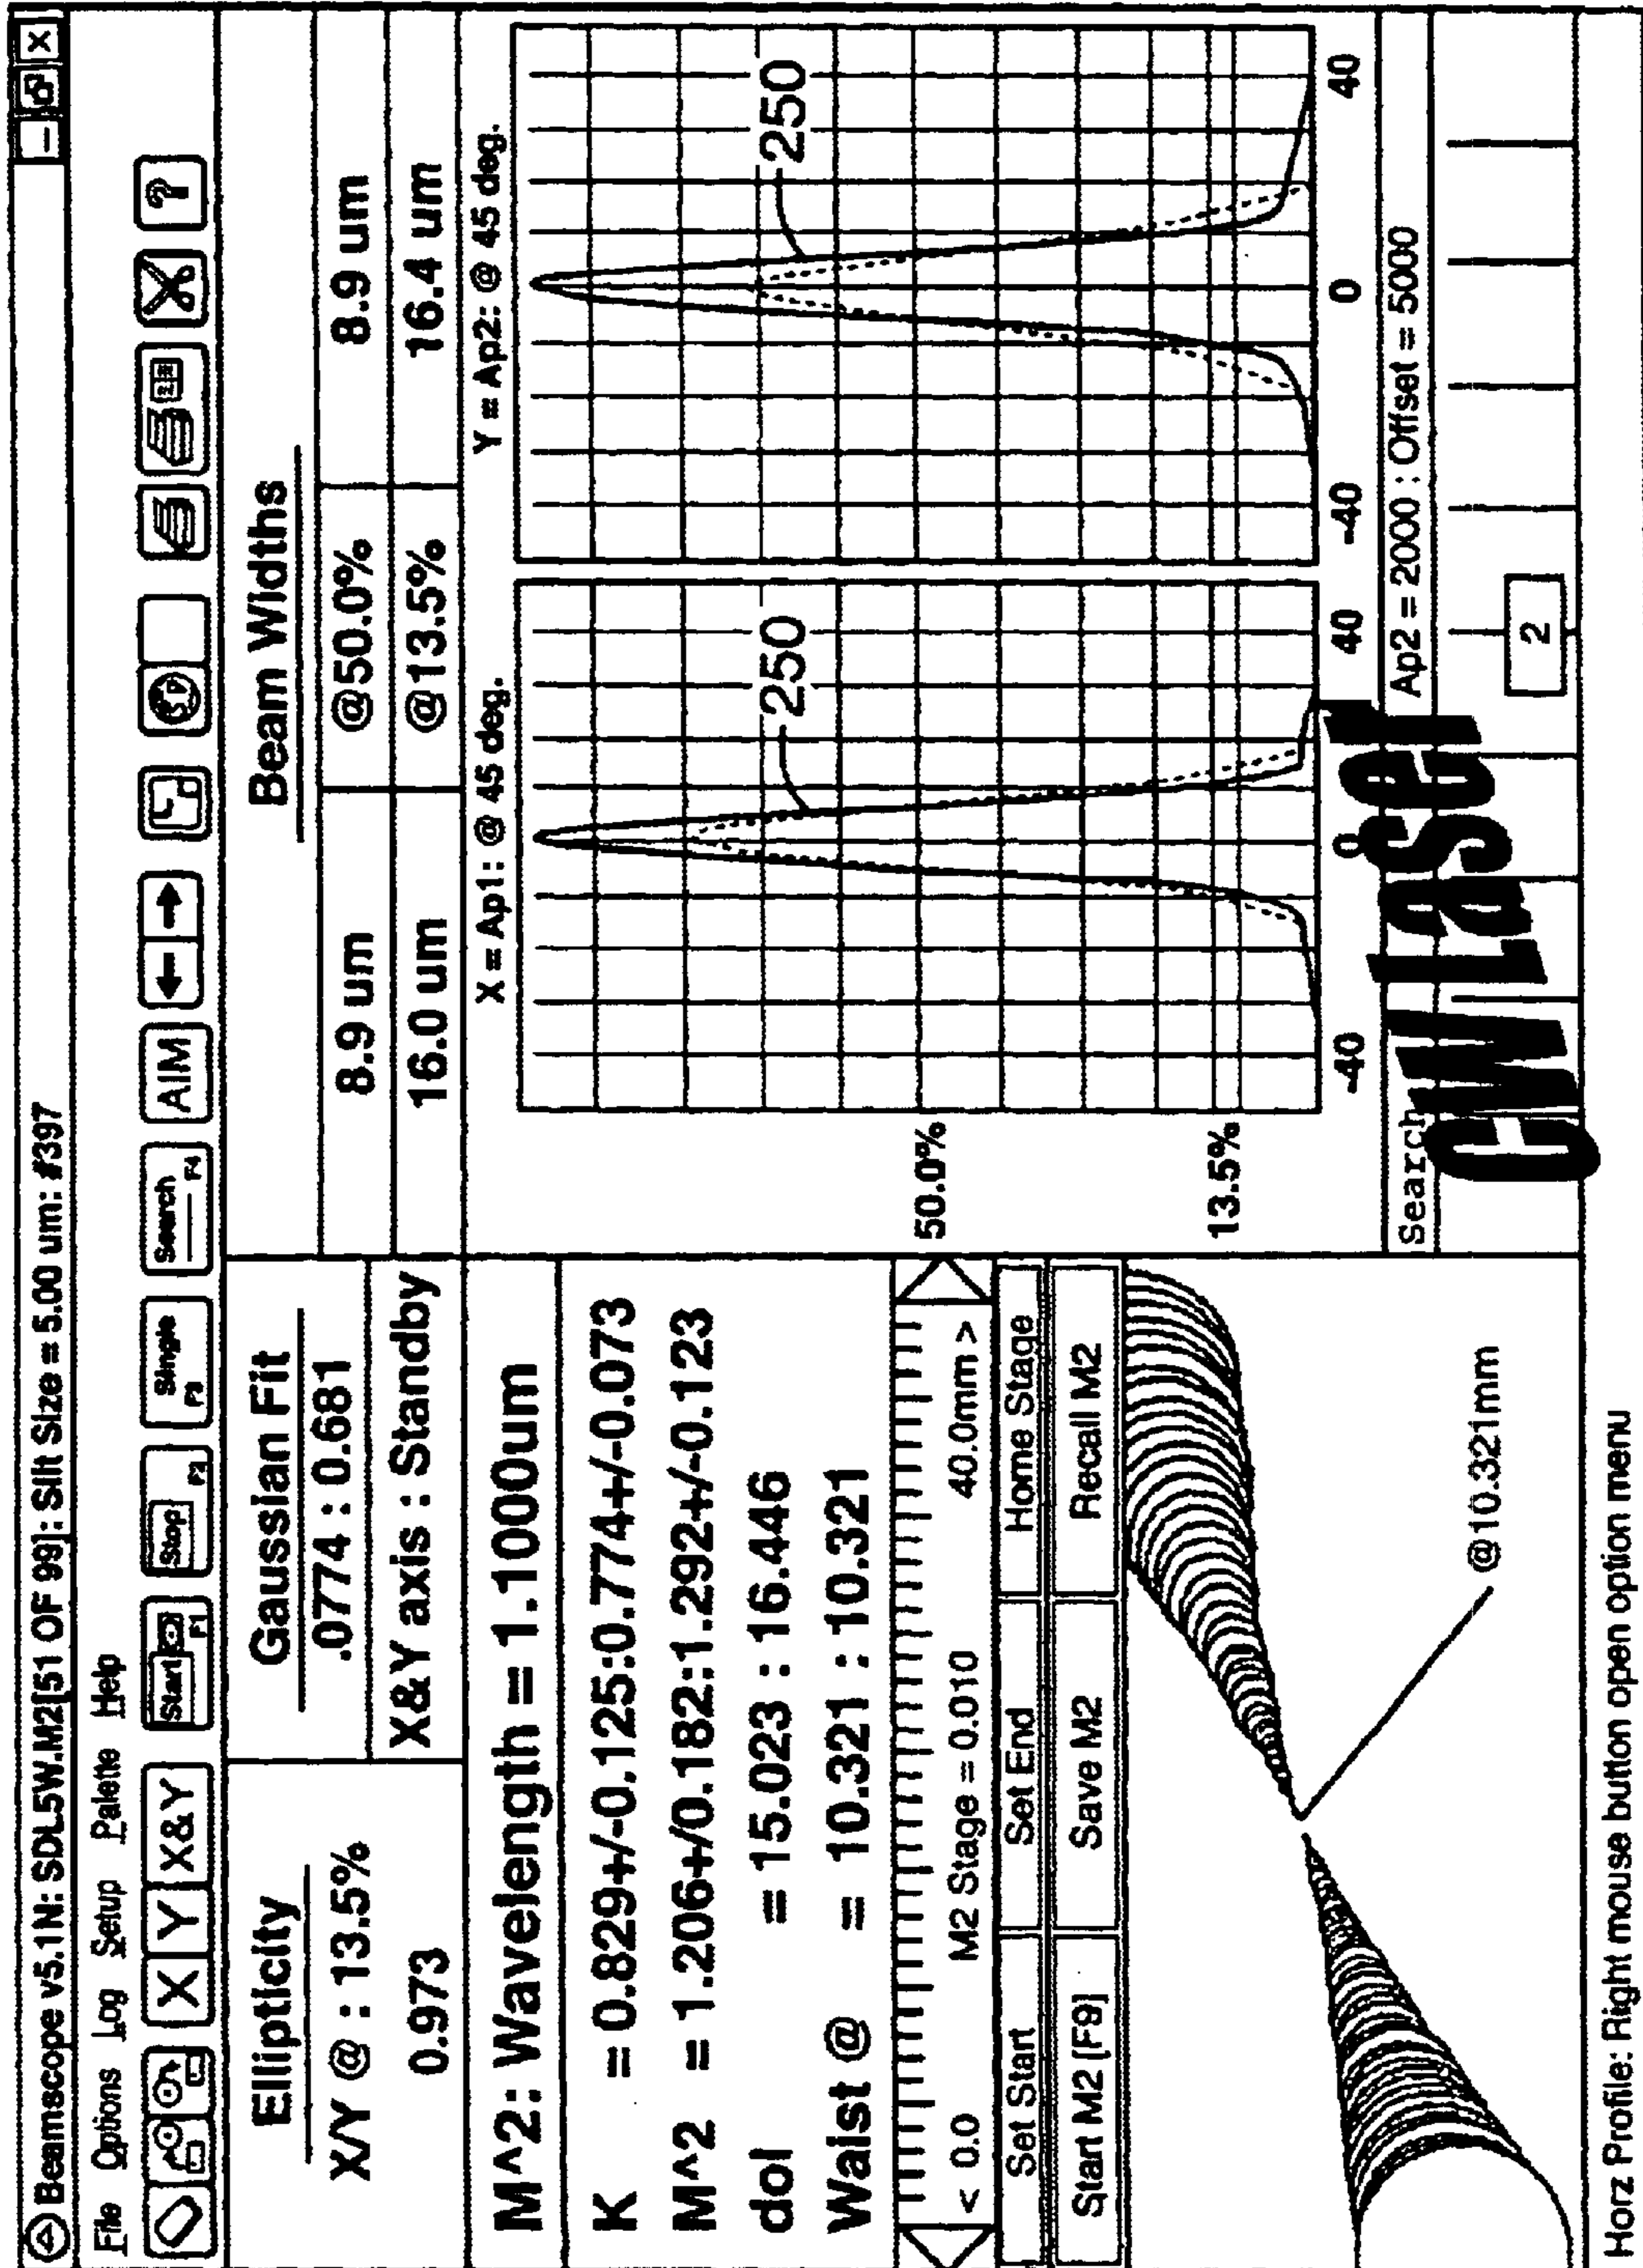 Beamscope v5.1N: SDL5W.M2[51 OF 99]: Slit Size = 5.00 um: #397
File Options Log Setup Palette Help
X Y X&Y Start F1 Stop F2 Single F3 Search F4 AIM ?
Ellipticity
X/Y @ : 13.5%
0.973
Gaussian Fit
.0774 : 0.681
X&Y axis : Standby
Beam Widths
8.9 um @50.0% 8.9 um
16.0 um @13.5% 16.4 um
M^2: Wavelength = 1.1000um
K = 0.829+/-0.125:0.774+/-0.073
M^2 = 1.206+/0.182:1.292+/-0.123
dol = 15.023 : 16.446
Waist @ = 10.321 : 10.321
< 0.0 M2 Stage = 0.010 40.0mm >
Set Start Set End Home Stage
Start M2 [F9] Save M2 Recall M2
@10.321mm
X = Ap1: @ 45 deg. Y = Ap2: @ 45 deg.
250 250
50.0%
13.5%
-40 0 40 -40 0 40
Search Ap2 = 2000 : Offset = 5000
CW Laser
2
Horz Profile: Right mouse button open option menu